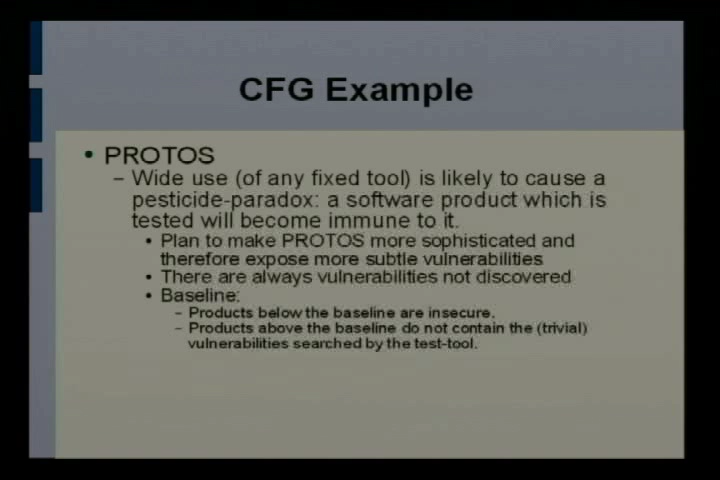 CFG Example
• PROTOS
– Wide use (of any fixed tool) is likely to cause a
pesticide-paradox: a software product which is
tested will become immune to it.
• Plan to make PROTOS more sophisticated and
therefore expose more subtle vulnerabilities
• There are always vulnerabilities not discovered
• Baseline:
– Products below the baseline are insecure.
– Products above the baseline do not contain the (trivial)
vulnerabilities searched by the test-tool.